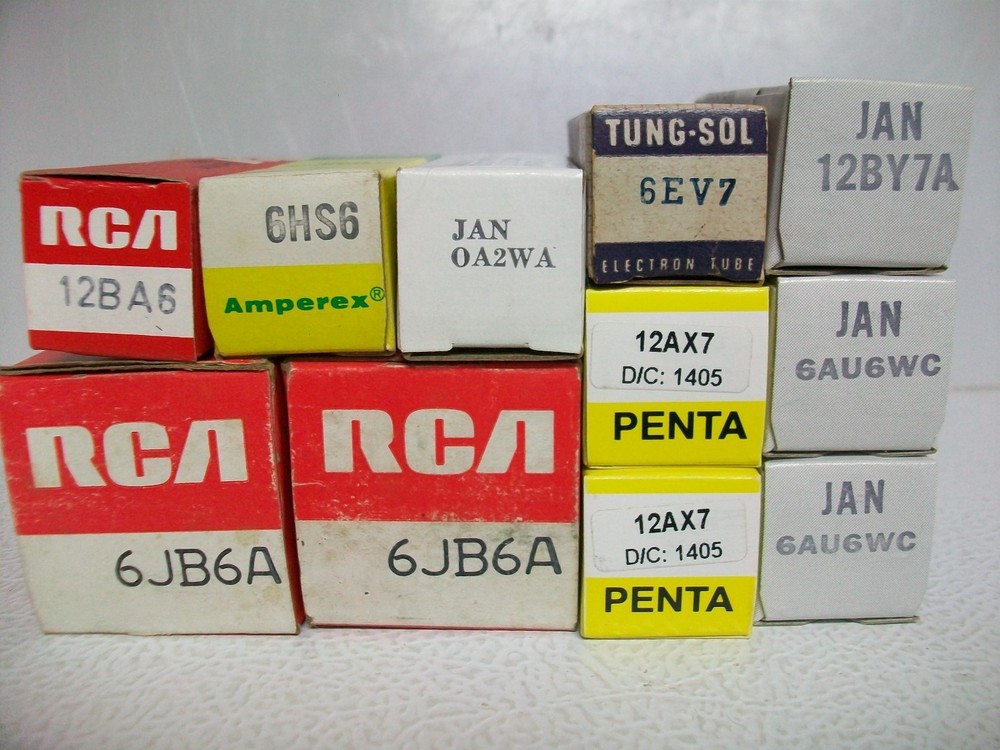 RCA
12BA6
6HS6
Amperex®
JAN
OA2WA
TUNG-SOL
6EV7
ELECTRON TUBE
JAN
12BY7A
RCA
6JB6A
RCA
6JB6A
12AX7
D/C: 1405
PENTA
JAN
6AU6WC
12AX7
D/C: 1405
PENTA
JAN
6AU6WC